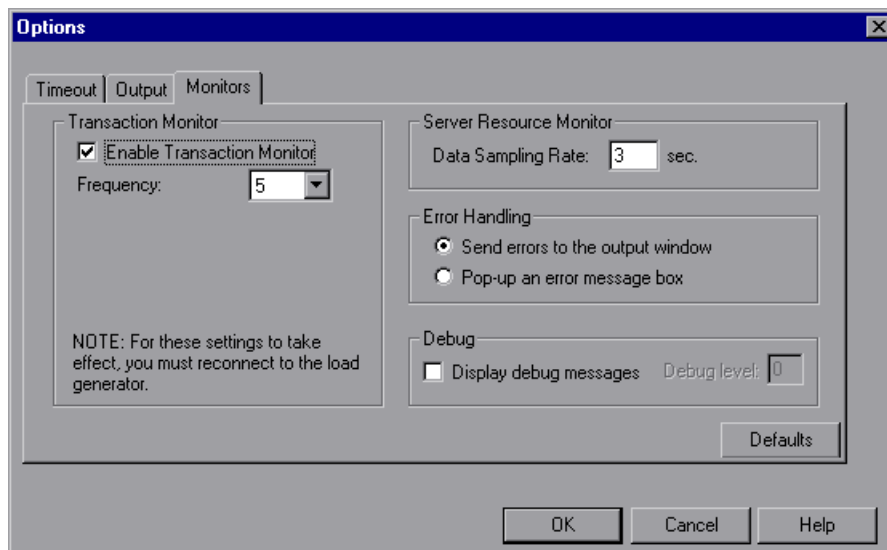 Options
Timeout
Output
Monitors
Transaction Monitor
Enable Transaction Monitor
Frequency:
5
NOTE: For these settings to take
effect, you must reconnect to the load
generator.
Server Resource Monitor
Data Sampling Rate: 3 sec.
Error Handling
Send errors to the output window
Pop-up an error message box
Debug
Display debug messages
Debug level: 0
Defaults
OK
Cancel
Help